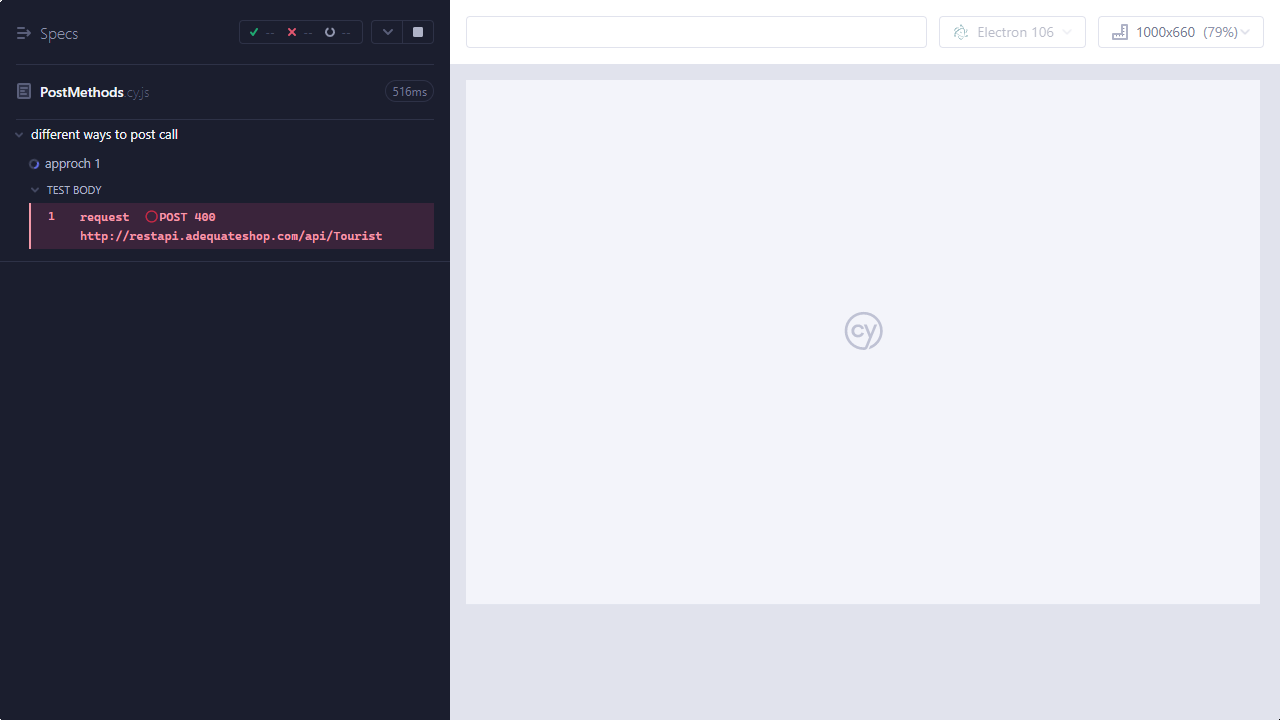 Specs
-- -- --
PostMethods cy.js
516ms
different ways to post call
approch 1
TEST BODY
1 request POST 400
http://restapi.adequateshop.com/api/Tourist
Electron 106
1000x660 (79%)
cy